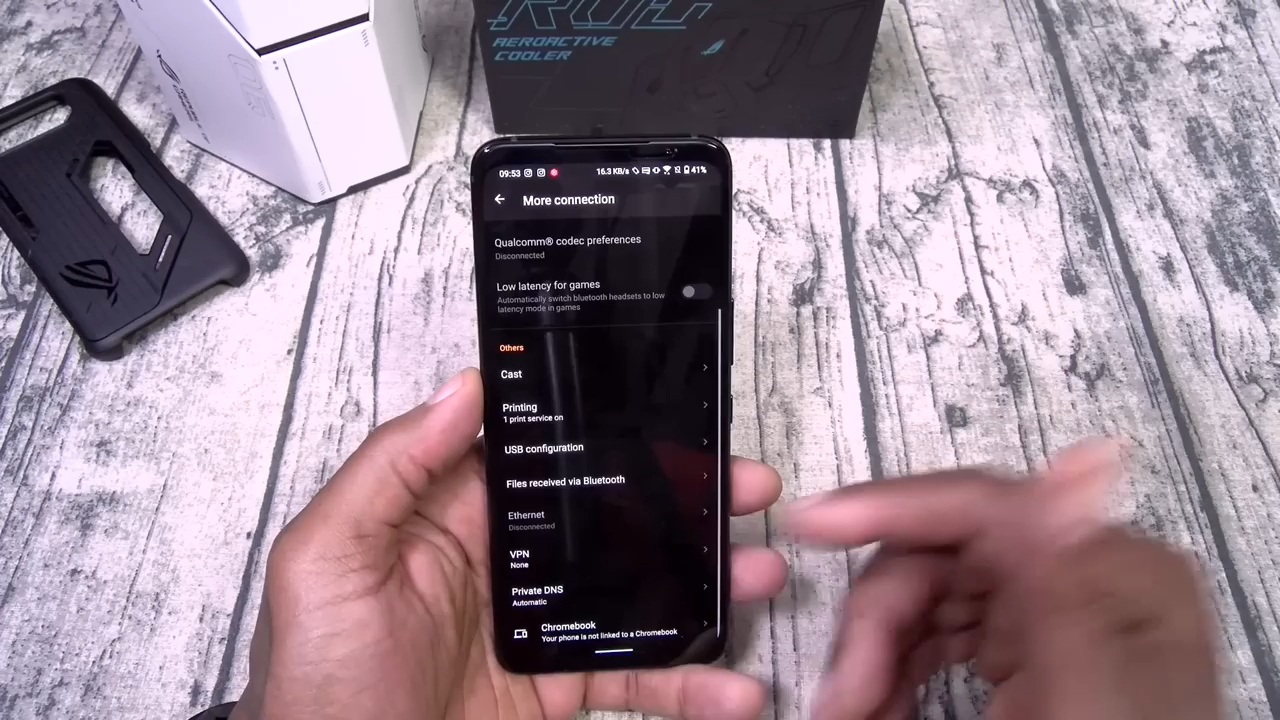 AEROACTIVE
COOLER
09:53 16.3 KB/s 41%
More connection
Qualcomm® codec preferences
Disconnected
Low latency for games
Automatically switch bluetooth headsets to low
latency mode in games
Others
Cast
Printing
1 print service on
USB configuration
Files received via Bluetooth
Ethernet
Disconnected
VPN
None
Private DNS
Automatic
Chromebook
Your phone is not linked to a Chromebook